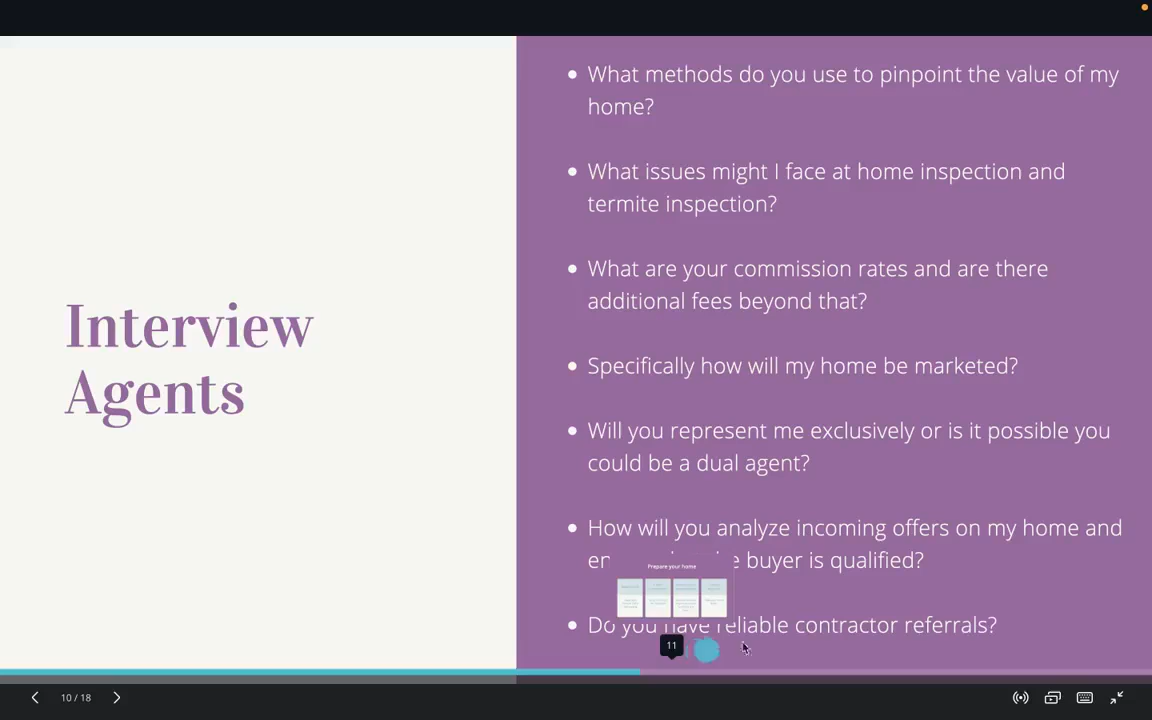 What methods do you use to pinpoint the value of my
home?
What issues might I face at home inspection and
termite inspection?
What are your commission rates and are there
additional fees beyond that?
Specifically how will my home be marketed?
Will you represent me exclusively or is it possible you
could be a dual agent?
How will you analyze incoming offers on my home and
buyer is qualified?
Do you have reliable contractor referrals?
Interview
Agents
Prepare your home
11
10 / 18